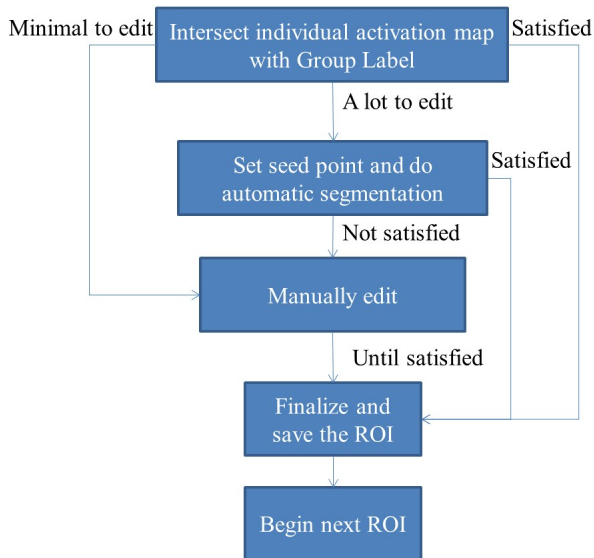 Minimal to edit
Intersect individual activation map
with Group Label
Satisfied
A lot to edit
Set seed point and do
automatic segmentation
Satisfied
Not satisfied
Manually edit
Until satisfied
Finalize and
save the ROI
Begin next ROI